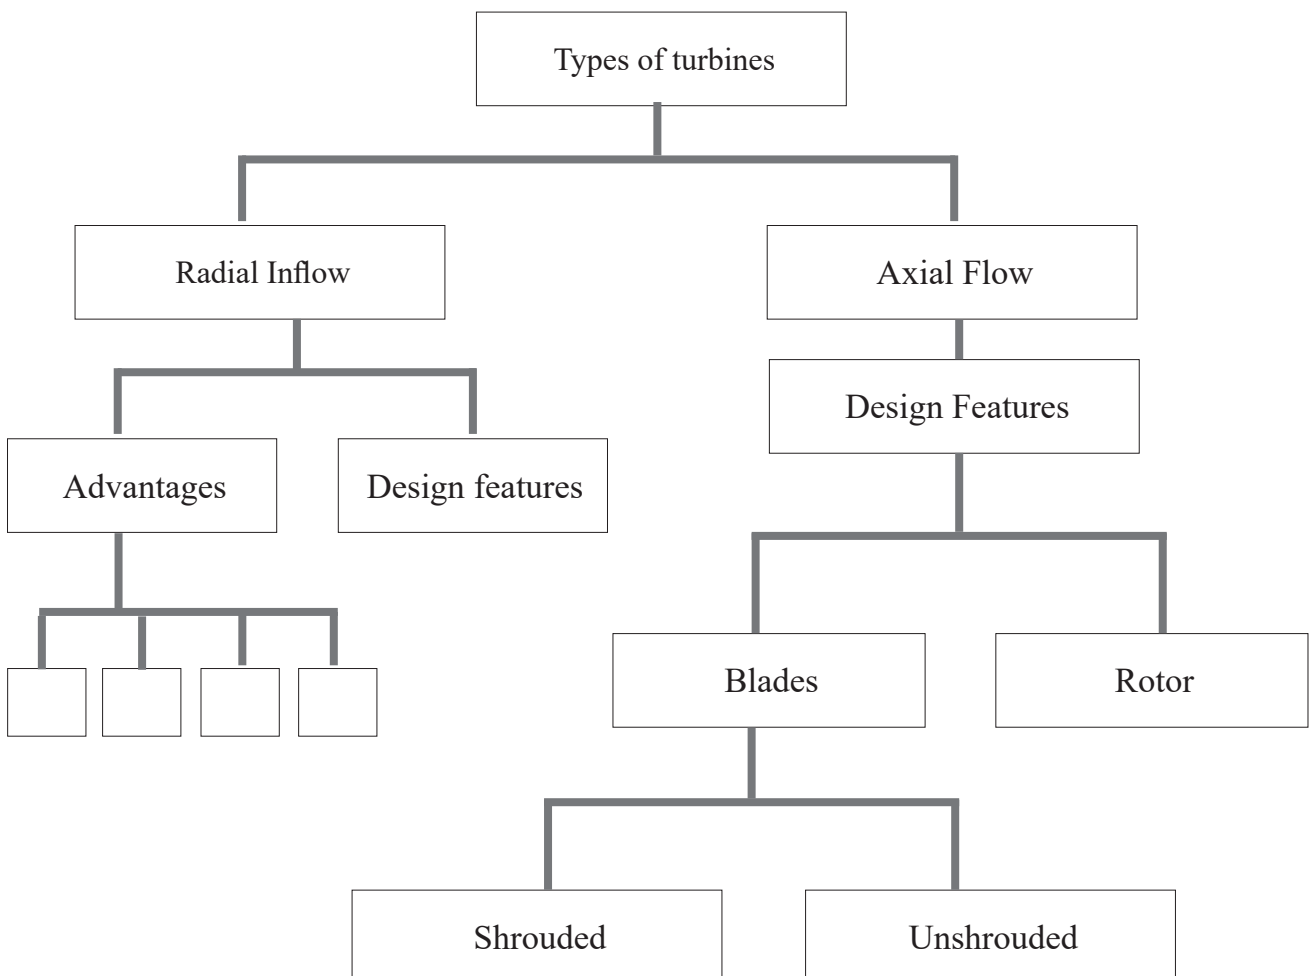 Types of turbines
Radial Inflow
Axial Flow
Design Features
Advantages
Design features
Blades
Rotor
Shrouded
Unshrouded